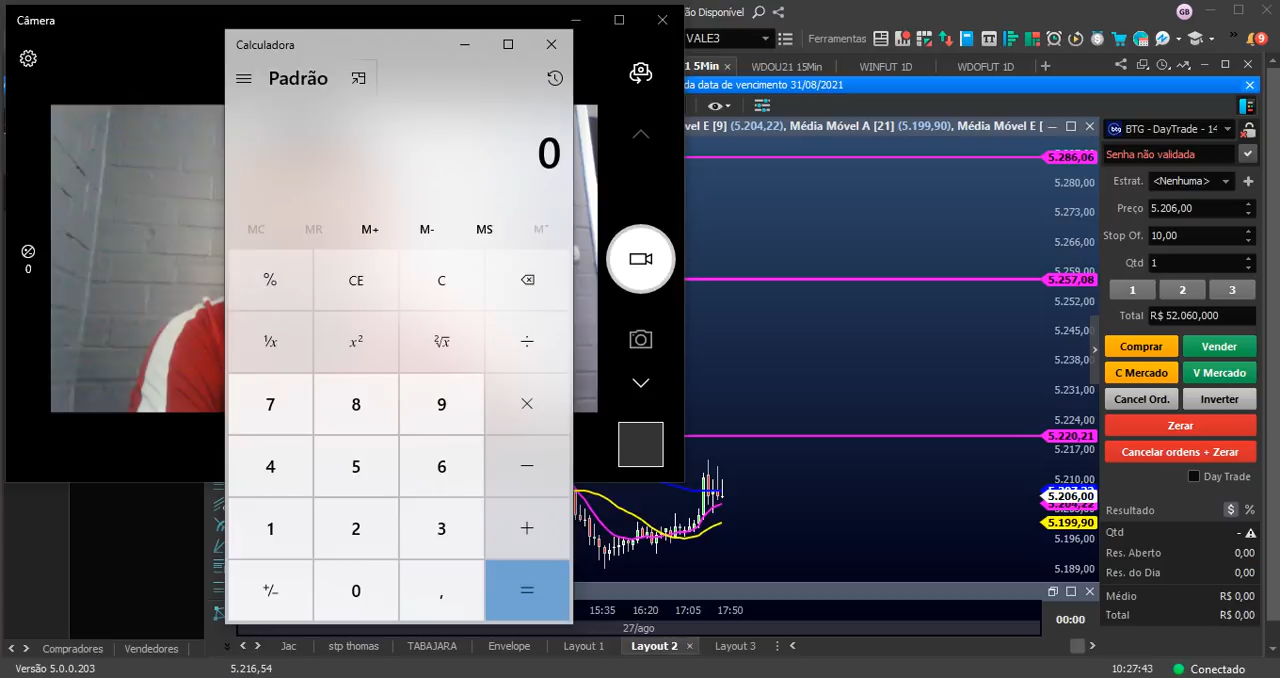 Câmera
0
Calculadora
Padrão
0
MC MR M+ M- MS M˅
% CE C
⅟x x² ²√x ÷
7 8 9 ×
4 5 6 −
1 2 3 +
+/- 0 , =
ão Disponível
GB
VALE3
Ferramentas
9
1 5Min WDOU21 15Min WINFUT 1D WDOFUT 1D
da data de vencimento 31/08/2021
vel E [9] (5.204,22), Média Móvel A [21] (5.199,90), Média Móvel E [
5.286,06
5.280,00
5.273,00
5.266,00
5.259,00
5.257,08
5.252,00
5.245,00
5.238,00
5.231,00
5.224,00
5.220,21
5.217,00
5.210,00
5.206,00
5.199,90
5.196,00
5.189,00
15:35 16:20 17:05 17:50
27/ago
00:00
BTG - DayTrade - 14
Senha não validada
Estrat. <Nenhuma>
Preço 5.206,00
Stop Of. 10,00
Qtd 1
1 2 3
Total R$ 52.060,000
Comprar Vender
C Mercado V Mercado
Cancel Ord. Inverter
Zerar
Cancelar ordens + Zerar
Day Trade
Resultado $ %
Qtd -
Res. Aberto 0,00
Res. do Dia 0,00
Médio R$ 0,00
Total R$ 0,00
Compradores Vendedores
Jac stp thomas TABAJARA Envelope Layout 1 Layout 2 Layout 3
Versão 5.0.0.203 5.216,54 10:27:43 Conectado